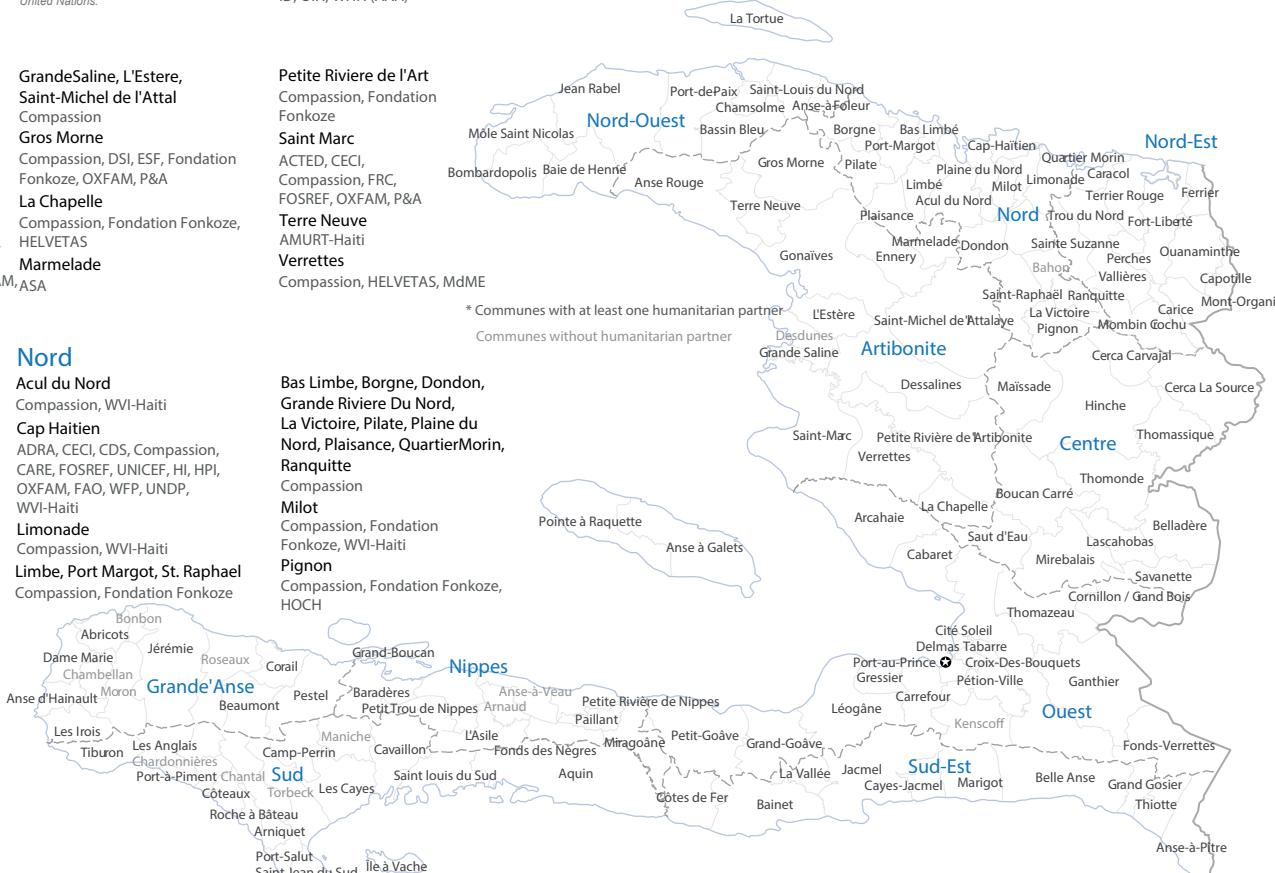 United Nations.
GrandeSaline, L'Estere,
Saint-Michel de l'Attal
Compassion
Gros Morne
Compassion, DSI, ESF, Fondation
Fonkoze, OXFAM, P&A
La Chapelle
Compassion, Fondation Fonkoze,
HELVETAS
Marmelade
ASA
Petite Riviere de l'Art
Compassion, Fondation
Fonkoze
Saint Marc
ACTED, CECI,
Compassion, FRC,
FOSREF, OXFAM, P&A
Terre Neuve
AMURT-Haiti
Verrettes
Compassion, HELVETAS, MdME
* Communes with at least one humanitarian partner
Communes without humanitarian partner
Nord
Acul du Nord
Compassion, WVI-Haiti
Cap Haitien
ADRA, CECI, CDS, Compassion,
CARE, FOSREF, UNICEF, HI, HPI,
OXFAM, FAO, WFP, UNDP,
WVI-Haiti
Limonade
Compassion, WVI-Haiti
Limbe, Port Margot, St. Raphael
Compassion, Fondation Fonkoze
Bas Limbe, Borgne, Dondon,
Grande Riviere Du Nord,
La Victoire, Pilate, Plaine du
Nord, Plaisance, QuartierMorin,
Ranquitte
Compassion
Milot
Compassion, Fondation
Fonkoze, WVI-Haiti
Pignon
Compassion, Fondation Fonkoze,
HOCH
La Tortue
Jean Rabel
Port-dePaix
Saint-Louis du Nord
Chamsolme
Anse-à-Foleur
Nord-Ouest
Môle Saint Nicolas
Bassin Bleu
Borgne
Bas Limbé
Port-Margot
Cap-Haïtien
Nord-Est
Bombardopolis
Baie de Henne
Anse Rouge
Gros Morne
Pilate
Plaine du Nord
Quartier Morin
Caracol
Limbé
Milot
Limonade
Terrier Rouge
Ferrier
Terre Neuve
Acul du Nord
Plaisance
Nord
Trou du Nord
Fort-Liberté
Marmelade
Dondon
Sainte Suzanne
Gonaïves
Ennery
Perches
Ouanaminthe
Bahon
Vallières
Capotille
Saint-Raphaël
Ranquitte
Mont-Organi
L'Estère
Saint-Michel de l'Attalaye
La Victoire
Carice
Pignon
Mombin Cochu
Desdunes
Grande Saline
Artibonite
Cerca Carvajal
Dessalines
Maïssade
Cerca La Source
Hinche
Saint-Marc
Petite Rivière de l'Artibonite
Thomassique
Verrettes
Centre
Thomonde
Boucan Carré
La Chapelle
Arcahaie
Belladère
Pointe à Raquette
Saut d'Eau
Lascahobas
Anse à Galets
Cabaret
Mirebalais
Savanette
Cornillon / Grand Bois
Thomazeau
Cité Soleil
Delmas
Tabarre
Port-au-Prince
Croix-Des-Bouquets
Gressier
Pétion-Ville
Ganthier
Carrefour
Léogâne
Ouest
Kenscoff
Fonds-Verrettes
Bonbon
Abricots
Jérémie
Dame Marie
Roseaux
Corail
Grand-Boucan
Nippes
Chambellan
Moron
Grande'Anse
Anse d'Hainault
Beaumont
Pestel
Baradères
Anse-à-Veau
Petit Trou de Nippes
Arnaud
Petite Rivière de Nippes
Paillant
Les Irois
Maniche
L'Asile
Miragoâne
Petit-Goâve
Grand-Goâve
Tiburon
Les Anglais
Camp-Perrin
Cavaillon
Fonds des Nègres
Chardonnières
Port-à-Piment
Chantal
Sud
Saint louis du Sud
Aquin
La Vallée
Jacmel
Sud-Est
Cayes-Jacmel
Marigot
Belle Anse
Grand Gosier
Côteaux
Torbeck
Les Cayes
Côtes de Fer
Bainet
Thiotte
Roche à Bâteau
Arniquet
Anse-à-Pître
Port-Salut
Saint Jean du Sud
Île à Vache